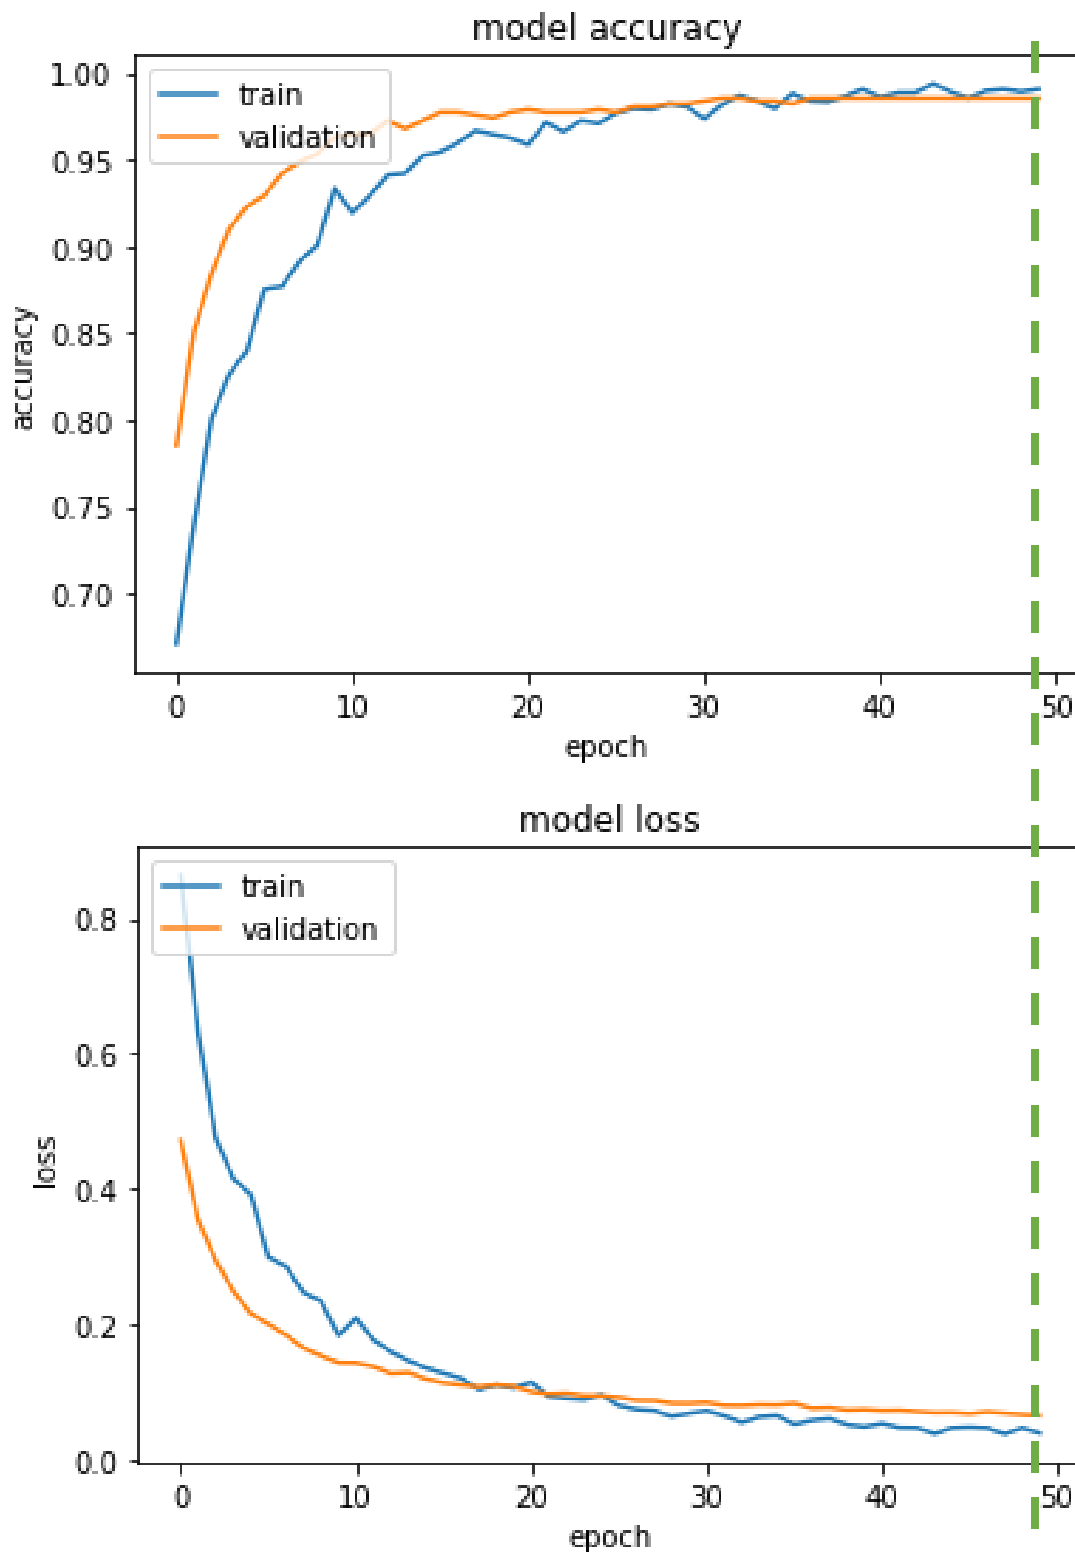 model accuracy
train
validation
1.00
0.95
0.90
0.85
0.80
0.75
0.70
accuracy
0 10 20 30 40 50
epoch
model loss
train
validation
0.8
0.6
0.4
0.2
0.0
loss
0 10 20 30 40 50
epoch